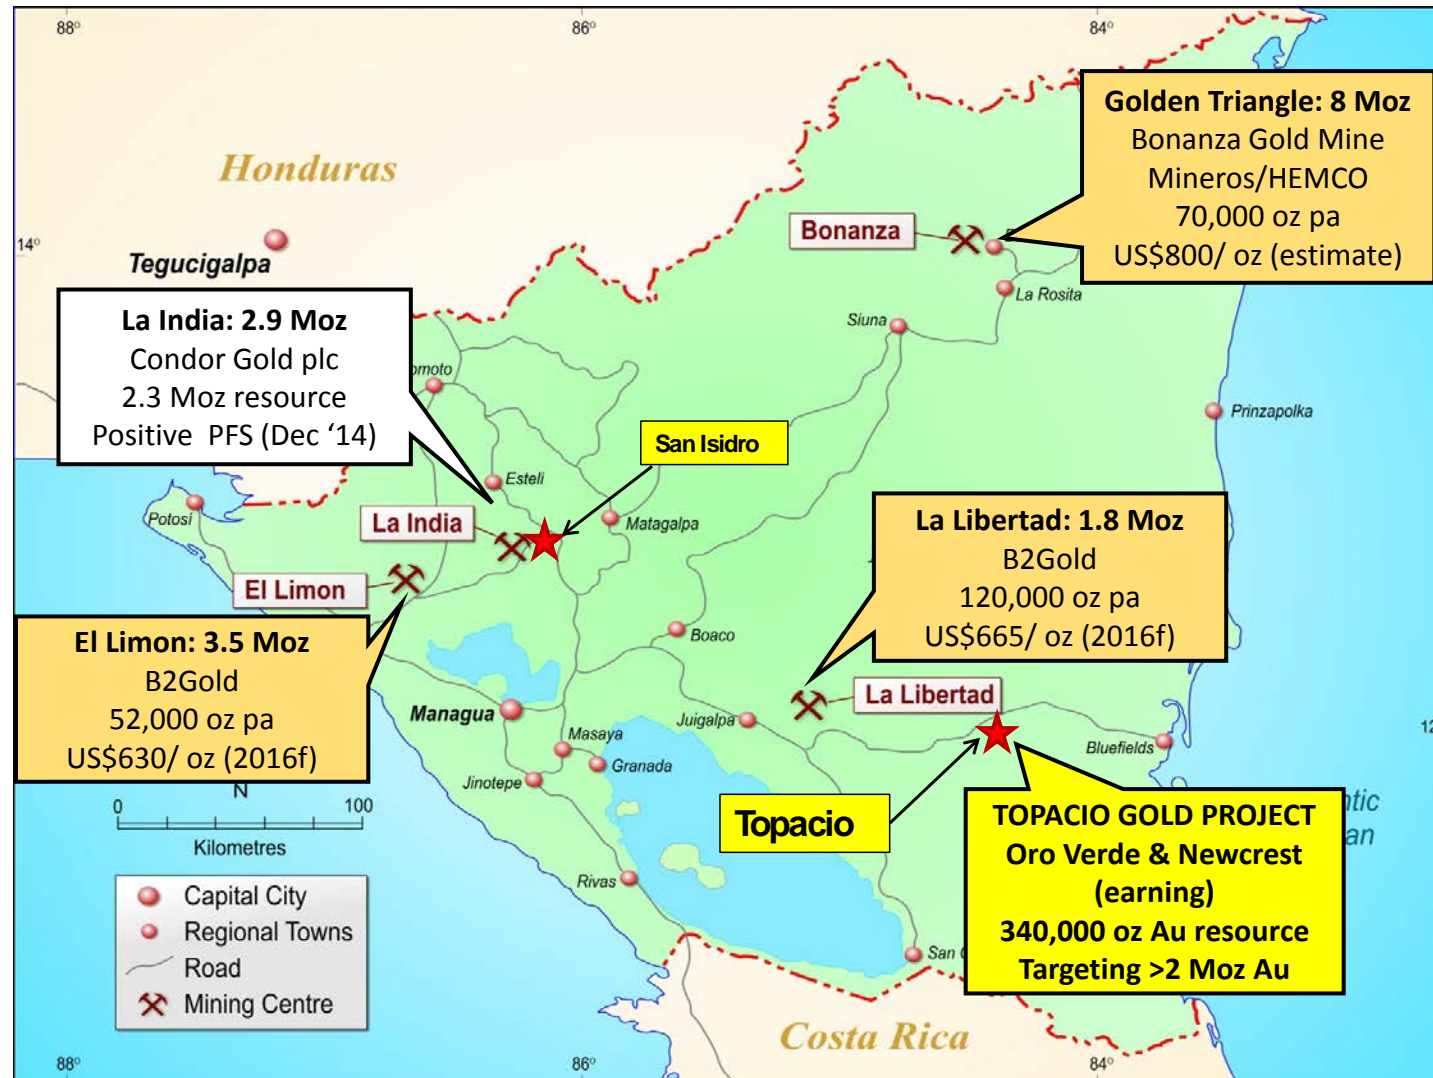 88°
86°
84°
Golden Triangle: 8 Moz
Bonanza Gold Mine
Mineros/HEMCO
70,000 oz pa
US$800/ oz (estimate)
Honduras
14°
Tegucigalpa
Bonanza
La Rosita
Siuna
La India: 2.9 Moz
Condor Gold plc
2.3 Moz resource
Positive PFS (Dec ‘14)
Prinzapolka
San Isidro
Esteli
Potosí
Matagalpa
La India
El Limon
La Libertad: 1.8 Moz
B2Gold
120,000 oz pa
US$665/ oz (2016f)
El Limon: 3.5 Moz
B2Gold
52,000 oz pa
US$630/ oz (2016f)
Boaco
La Libertad
Managua
Juigalpa
Masaya
Granada
Jinotepe
Bluefields
N
0 100
Kilometres
Topacio
TOPACIO GOLD PROJECT
Oro Verde & Newcrest
(earning)
340,000 oz Au resource
Targeting >2 Moz Au
Rivas
San
Capital City
Regional Towns
Road
Mining Centre
Costa Rica
88°
86°
84°